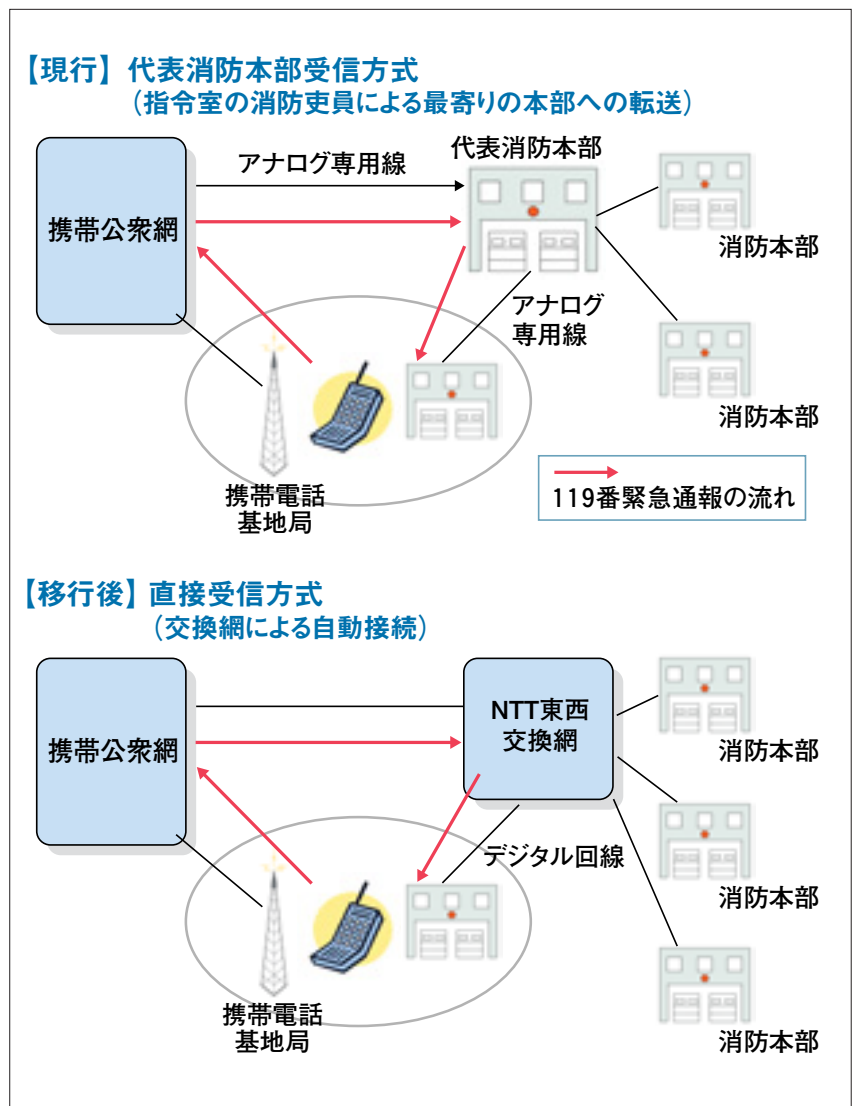 【現行】代表消防本部受信方式
（指令室の消防吏員による最寄りの本部への転送）
アナログ専用線
代表消防本部
携帯公衆網
消防本部
アナログ
専用線
消防本部
携帯電話
基地局
119番緊急通報の流れ
【移行後】直接受信方式
（交換網による自動接続）
携帯公衆網
NTT東西
交換網
消防本部
デジタル回線
消防本部
携帯電話
基地局
消防本部